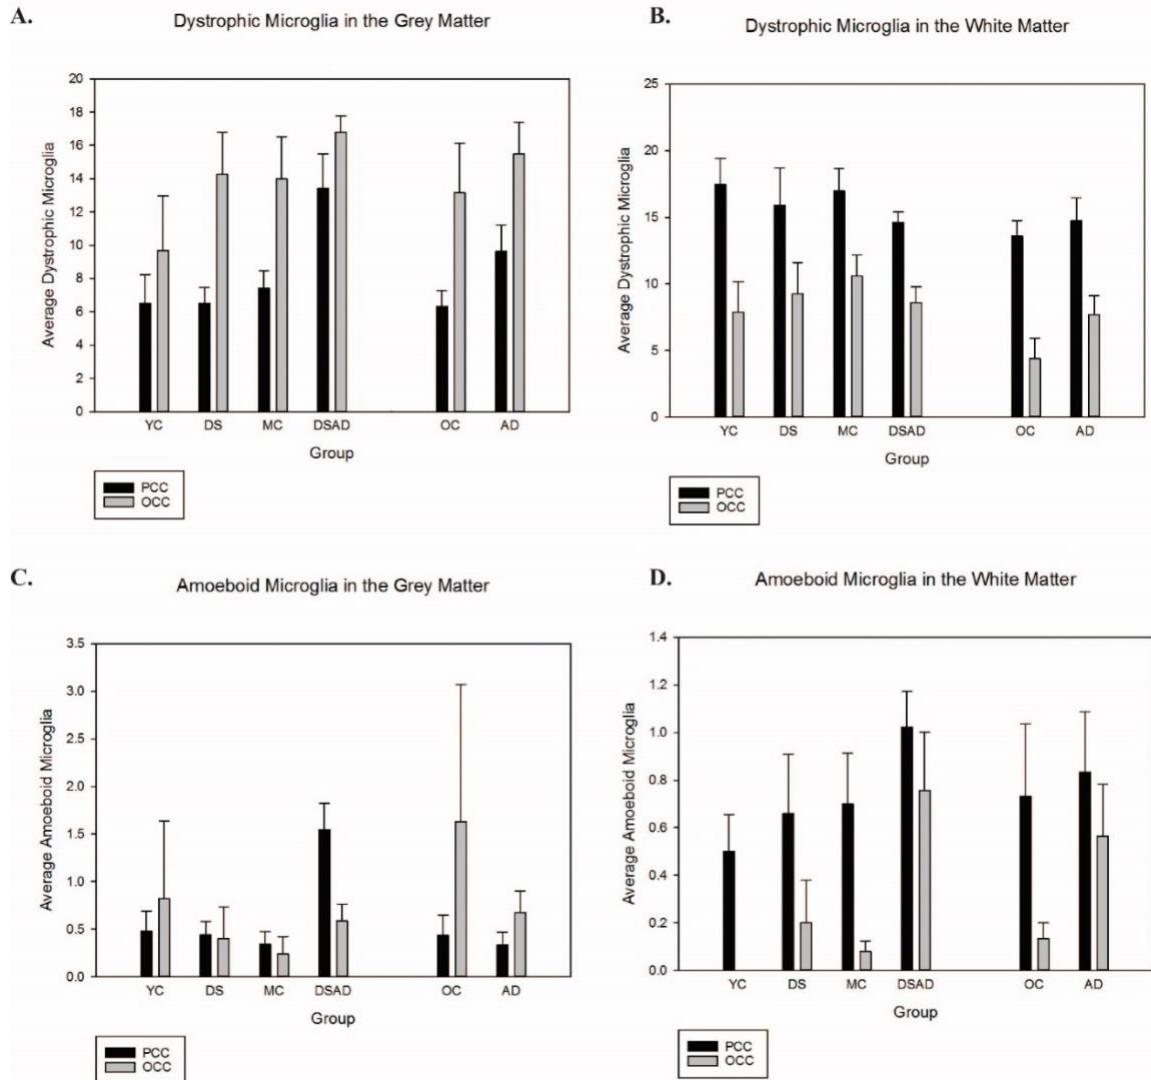 A.
Dystrophic Microglia in the Grey Matter
Average Dystrophic Microglia
20
18
16
14
12
10
8
6
4
2
0
YC DS MC DSAD OC AD
Group
PCC
OCC
B.
Dystrophic Microglia in the White Matter
Average Dystrophic Microglia
25
20
15
10
5
0
YC DS MC DSAD OC AD
Group
PCC
OCC
C.
Amoeboid Microglia in the Grey Matter
Average Amoeboid Microglia
3.5
3.0
2.5
2.0
1.5
1.0
0.5
0.0
YC DS MC DSAD OC AD
Group
PCC
OCC
D.
Amoeboid Microglia in the White Matter
Average Amoeboid Microglia
1.4
1.2
1.0
0.8
0.6
0.4
0.2
0.0
YC DS MC DSAD OC AD
Group
PCC
OCC